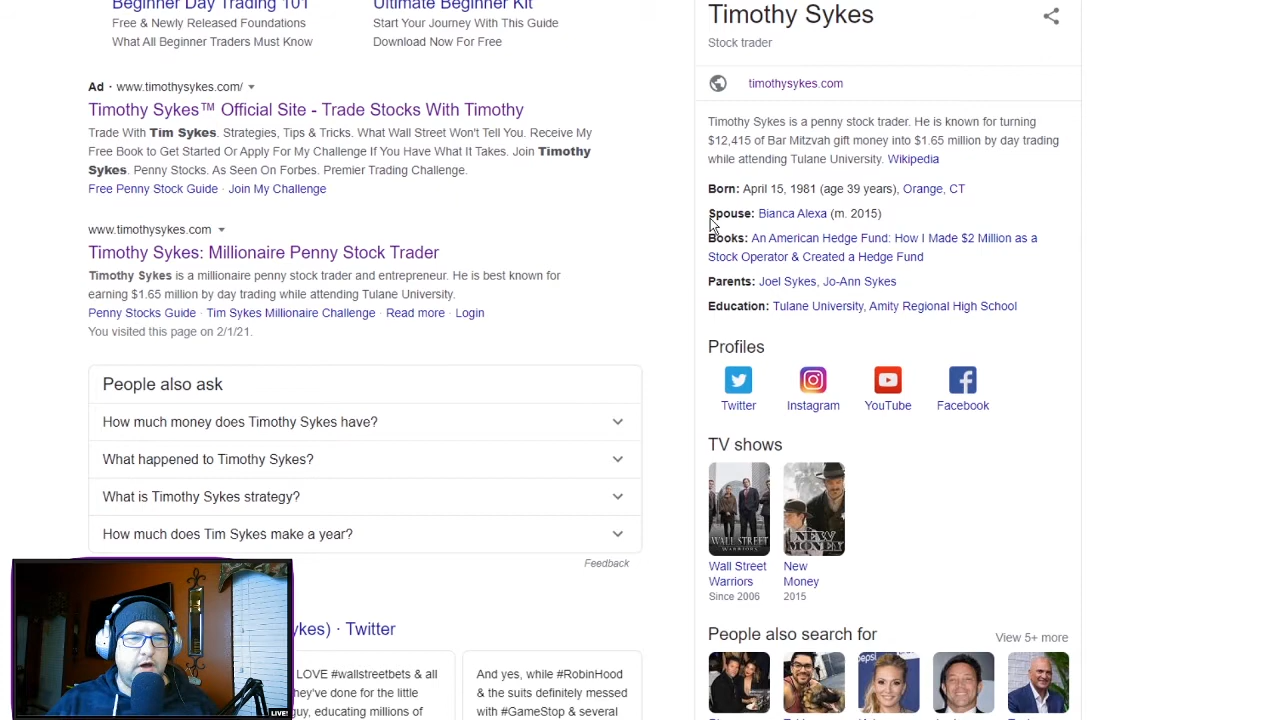 Beginner Day Trading 101
Ultimate Beginner Kit
Free & Newly Released Foundations
Start Your Journey With This Guide
What All Beginner Traders Must Know
Download Now For Free
Ad · www.timothysykes.com/
Timothy Sykes™ Official Site - Trade Stocks With Timothy
Trade With Tim Sykes. Strategies, Tips & Tricks. What Wall Street Won't Tell You. Receive My
Free Book to Get Started Or Apply For My Challenge If You Have What It Takes. Join Timothy
Sykes. Penny Stocks. As Seen On Forbes. Premier Trading Challenge.
Free Penny Stock Guide · Join My Challenge
www.timothysykes.com
Timothy Sykes: Millionaire Penny Stock Trader
Timothy Sykes is a millionaire penny stock trader and entrepreneur. He is best known for
earning $1.65 million by day trading while attending Tulane University.
Penny Stocks Guide · Tim Sykes Millionaire Challenge · Read more · Login
You visited this page on 2/1/21.
People also ask
How much money does Timothy Sykes have?
What happened to Timothy Sykes?
What is Timothy Sykes strategy?
How much does Tim Sykes make a year?
Feedback
ykes) · Twitter
LOVE #wallstreetbets & all
they've done for the little
guy, educating millions of
And yes, while #RobinHood
& the suits definitely messed
with #GameStop & several
LIVE!
Timothy Sykes
Stock trader
timothysykes.com
Timothy Sykes is a penny stock trader. He is known for turning
$12,415 of Bar Mitzvah gift money into $1.65 million by day trading
while attending Tulane University. Wikipedia
Born: April 15, 1981 (age 39 years), Orange, CT
Spouse: Bianca Alexa (m. 2015)
Books: An American Hedge Fund: How I Made $2 Million as a
Stock Operator & Created a Hedge Fund
Parents: Joel Sykes, Jo-Ann Sykes
Education: Tulane University, Amity Regional High School
Profiles
Twitter
Instagram
YouTube
Facebook
TV shows
WALL STREET
WARRIORS
NEW
MONEY
Wall Street
Warriors
Since 2006
New
Money
2015
People also search for
View 5+ more
pepsi